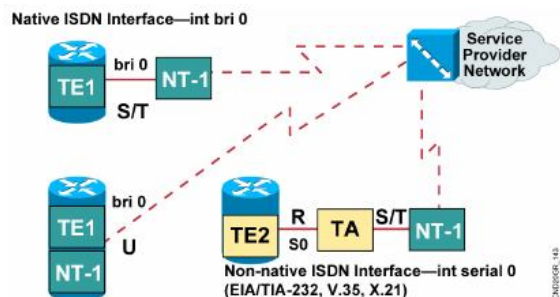 Native ISDN Interface—int bri 0
TE1
bri 0
S/T
NT-1
Service
Provider
Network
bri 0
TE1
NT-1
U
TE2
R
S0
TA
S/T
NT-1
Non-native ISDN Interface—int serial 0
(EIA/TIA-232, V.35, X.21)